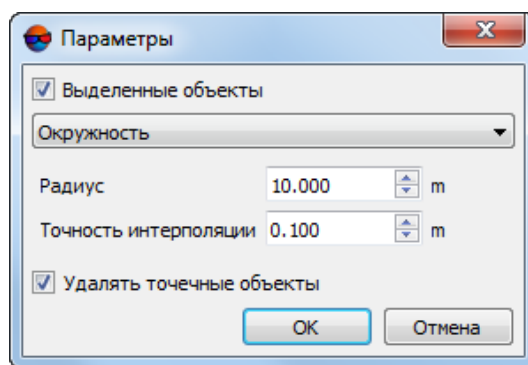 Параметры
Выделенные объекты
Окружность
Радиус 10.000 m
Точность интерполяции 0.100 m
Удалять точечные объекты
OK Отмена